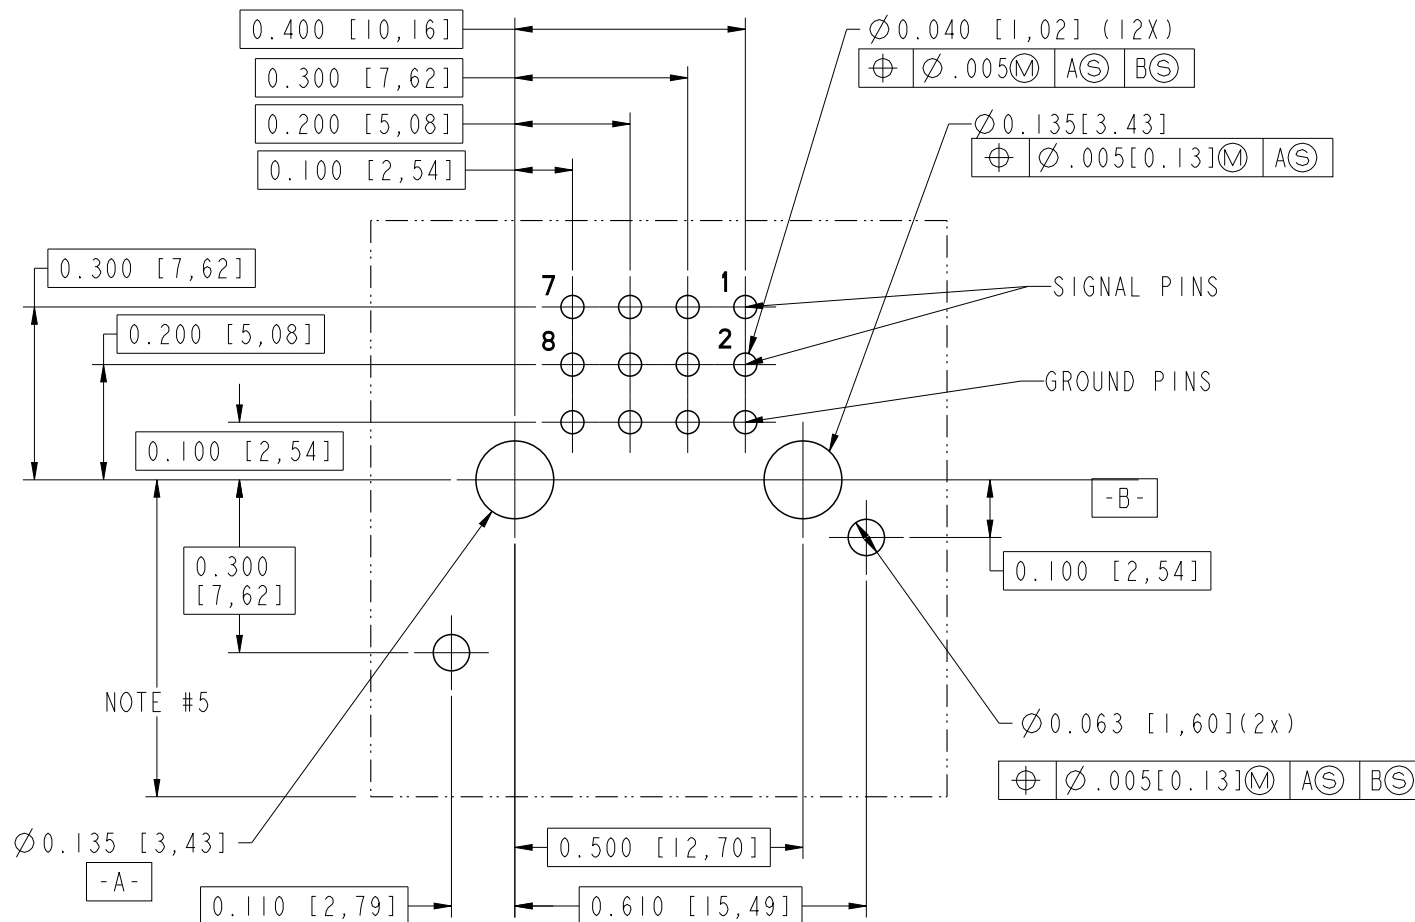 0.400 [10,16]
0.300 [7,62]
0.200 [5,08]
0.100 [2,54]
Ø0.040 [1,02] (12X)
⌖ Ø.005Ⓜ AⓈ BⓈ
Ø0.135[3.43]
⌖ Ø.005[0.13]Ⓜ AⓈ
0.300 [7,62]
0.200 [5,08]
0.100 [2,54]
7
1
8
2
SIGNAL PINS
GROUND PINS
-B-
0.300
[7,62]
0.100 [2,54]
NOTE #5
Ø0.063 [1,60](2x)
⌖ Ø.005[0.13]Ⓜ AⓈ BⓈ
Ø0.135 [3,43]
-A-
0.500 [12,70]
0.110 [2,79]
0.610 [15,49]